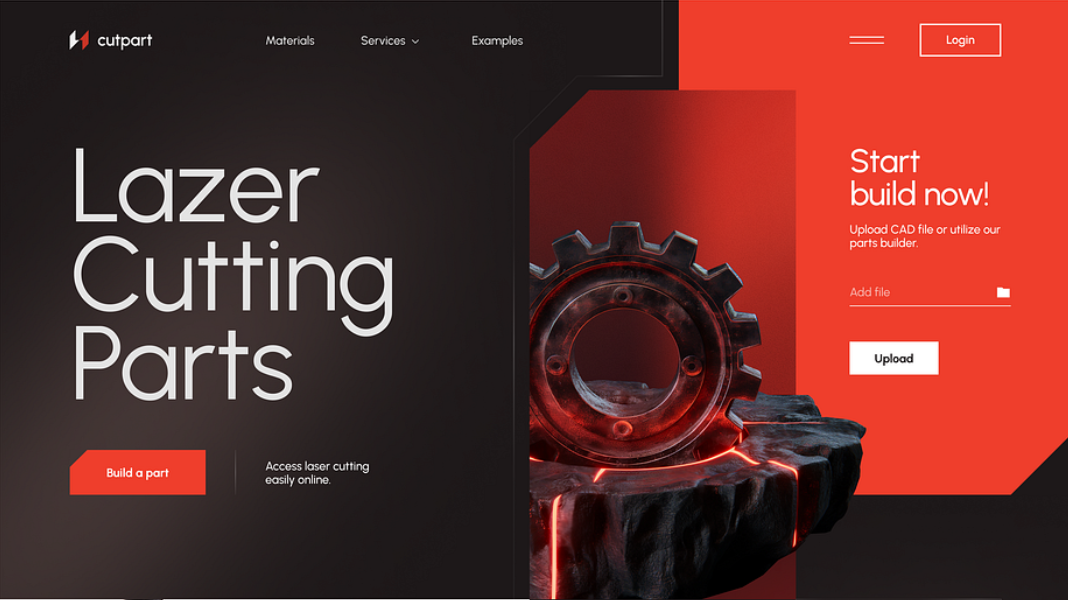 cutpart
Materials
Services
Examples
Login
Lazer
Cutting
Parts
Build a part
Access laser cutting
easily online.
Start
build now!
Upload CAD file or utilize our
parts builder.
Add file
Upload